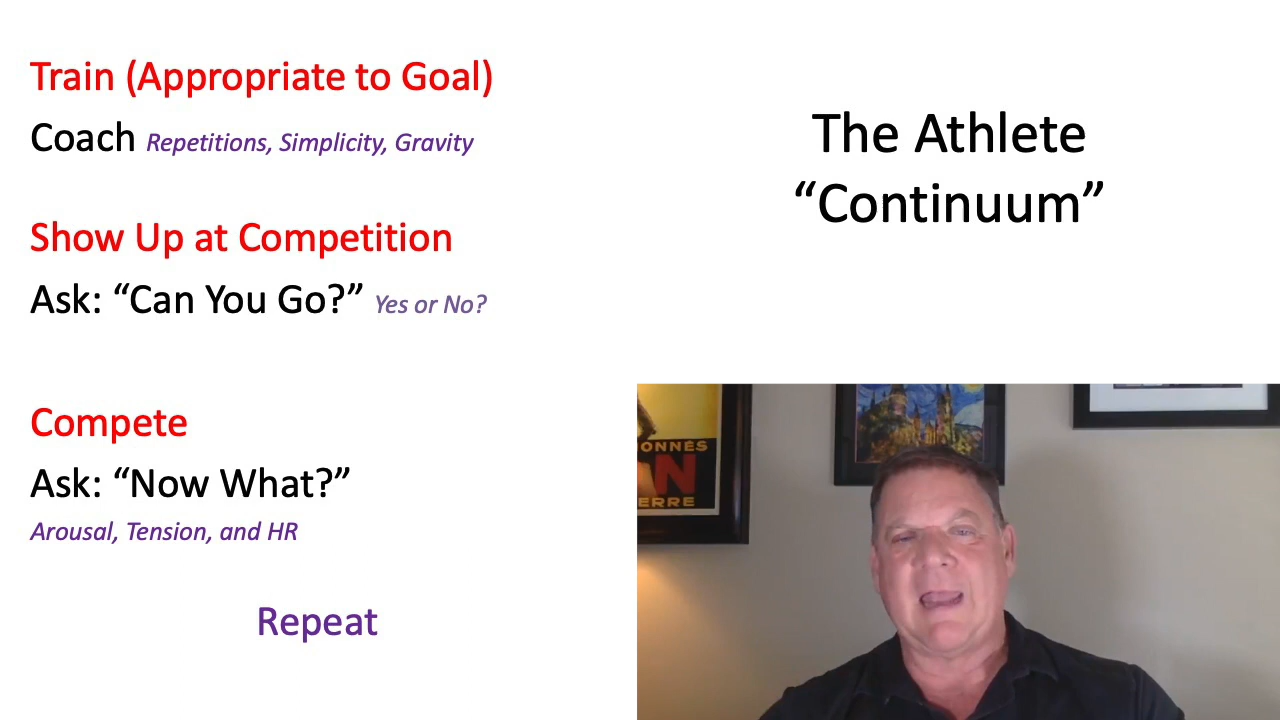 Train (Appropriate to Goal)
Coach Repetitions, Simplicity, Gravity
Show Up at Competition
Ask: “Can You Go?” Yes or No?
Compete
Ask: “Now What?”
Arousal, Tension, and HR
Repeat
The Athlete
“Continuum”
ONNES
N
ERRE